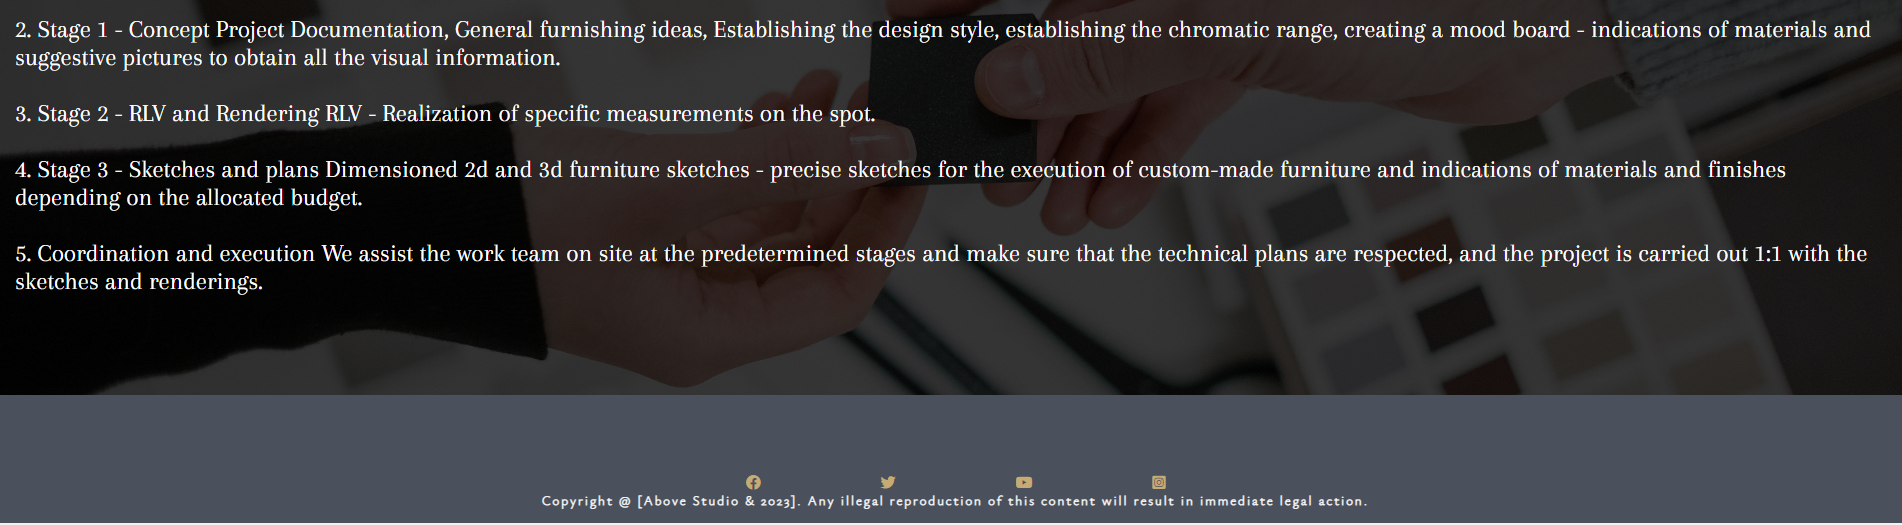 2. Stage 1 - Concept Project Documentation, General furnishing ideas, Establishing the design style, establishing the chromatic range, creating a mood board - indications of materials and
suggestive pictures to obtain all the visual information.
3. Stage 2 - RLV and Rendering RLV - Realization of specific measurements on the spot.
4. Stage 3 - Sketches and plans Dimensioned 2d and 3d furniture sketches - precise sketches for the execution of custom-made furniture and indications of materials and finishes
depending on the allocated budget.
5. Coordination and execution We assist the work team on site at the predetermined stages and make sure that the technical plans are respected, and the project is carried out 1:1 with the
sketches and renderings.
Copyright @ [Above Studio & 2023]. Any illegal reproduction of this content will result in immediate legal action.